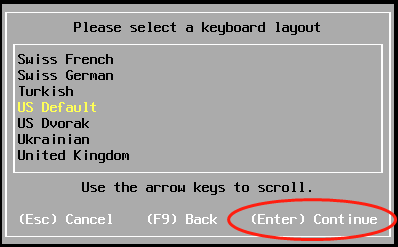 Please select a keyboard layout
Swiss French
Swiss German
Turkish
US Default
US Dvorak
Ukrainian
United Kingdom
Use the arrow keys to scroll.
(Esc) Cancel (F9) Back (Enter) Continue